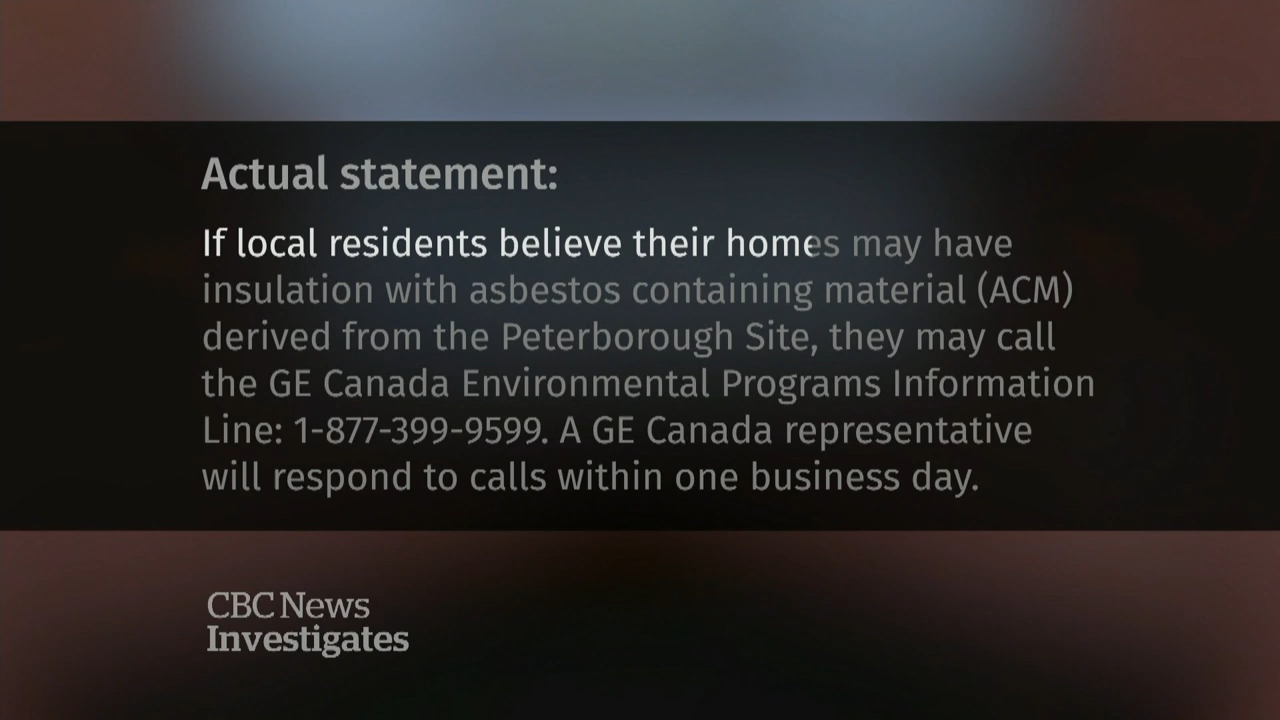 Actual statement:
If local residents believe their homes may have
insulation with asbestos containing material (ACM)
derived from the Peterborough Site, they may call
the GE Canada Environmental Programs Information
Line: 1-877-399-9599. A GE Canada representative
will respond to calls within one business day.
CBC News
Investigates